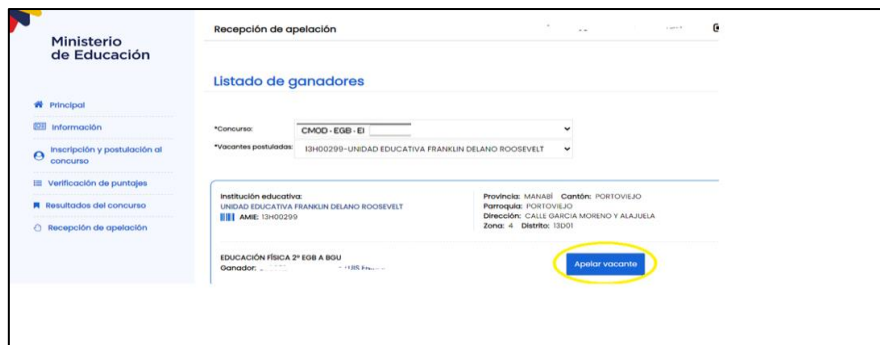 Ministerio
de Educación
Principal
Información
Inscripción y postulación al
concurso
Verificación de puntajes
Resultados del concurso
Recepción de apelación
Recepción de apelación
Listado de ganadores
*Concurso:
CMOD - EGB - EI
*Vacantes postuladas:
13H00299-UNIDAD EDUCATIVA FRANKLIN DELANO ROOSEVELT
Institución educativa:
UNIDAD EDUCATIVA FRANKLIN DELANO ROOSEVELT
AMIE: 13H00299
Provincia: MANABÍ Cantón: PORTOVIEJO
Parroquia: PORTOVIEJO
Dirección: CALLE GARCIA MORENO Y ALAJUELA
Zona: 4 Distrito: 13D01
EDUCACIÓN FÍSICA 2º EGB A BGU
Ganador:
Apelar vacante